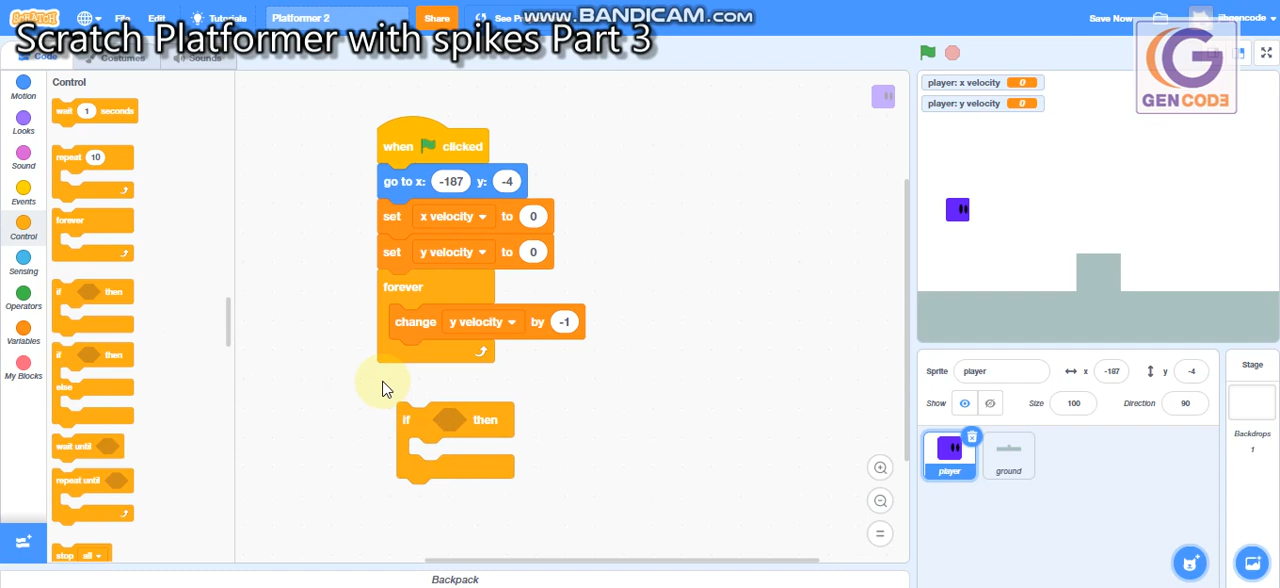 www.BANDICAM.com
SCRATCH
File
Edit
Tutorials
Platformer 2
Share
Save Now
Scratch Platformer with spikes Part 3
Code
Costumes
Sounds
GENCODE
Motion
Looks
Sound
Events
Control
Sensing
Operators
Variables
My Blocks
Control
wait 1 seconds
repeat 10
forever
if then
if then
else
wait until
repeat until
stop all
when clicked
go to x: -187 y: -4
set x velocity to 0
set y velocity to 0
forever
change y velocity by -1
if then
player: x velocity 0
player: y velocity 0
Sprite player x -187 y -4
Show Size 100 Direction 90
player
ground
Stage
Backdrops
1
Backpack